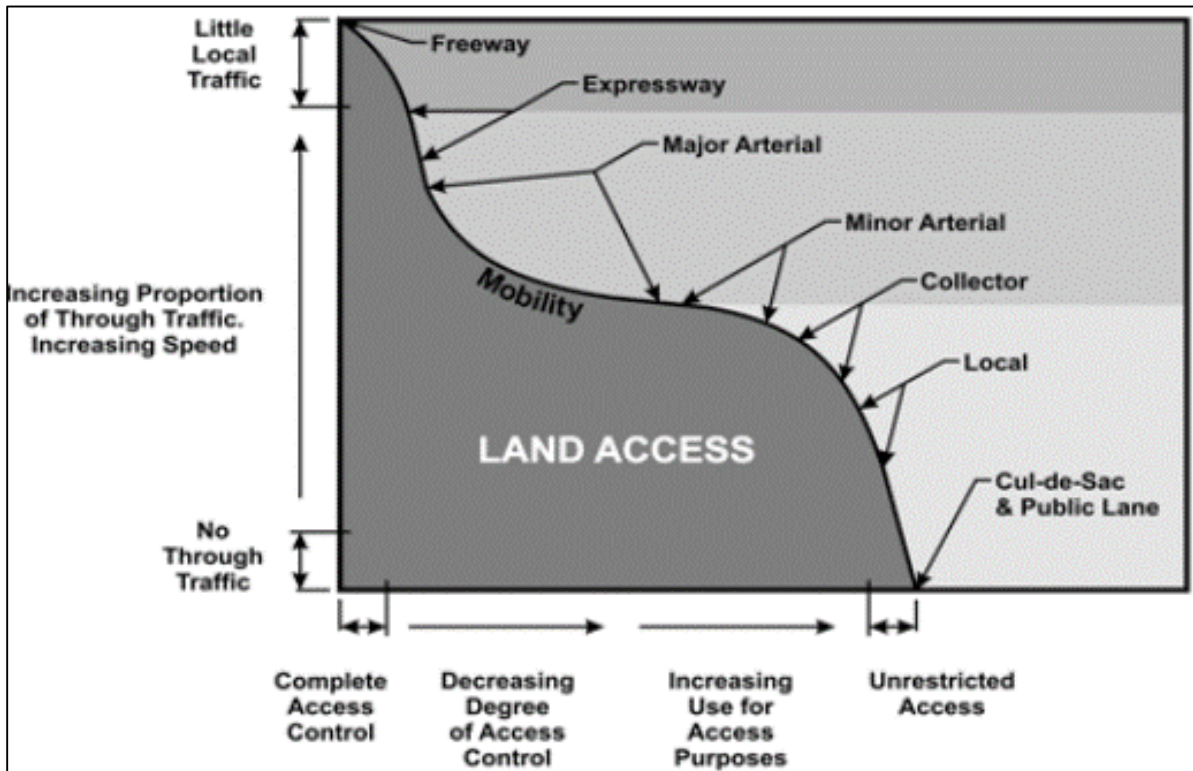 Little
Local
Traffic
Freeway
Expressway
Major Arterial
Minor Arterial
Collector
Local
Cul-de-Sac
& Public Lane
Mobility
LAND ACCESS
Increasing Proportion
of Through Traffic.
Increasing Speed
No
Through
Traffic
Complete
Access
Control
Decreasing
Degree
of Access
Control
Increasing
Use for
Access
Purposes
Unrestricted
Access